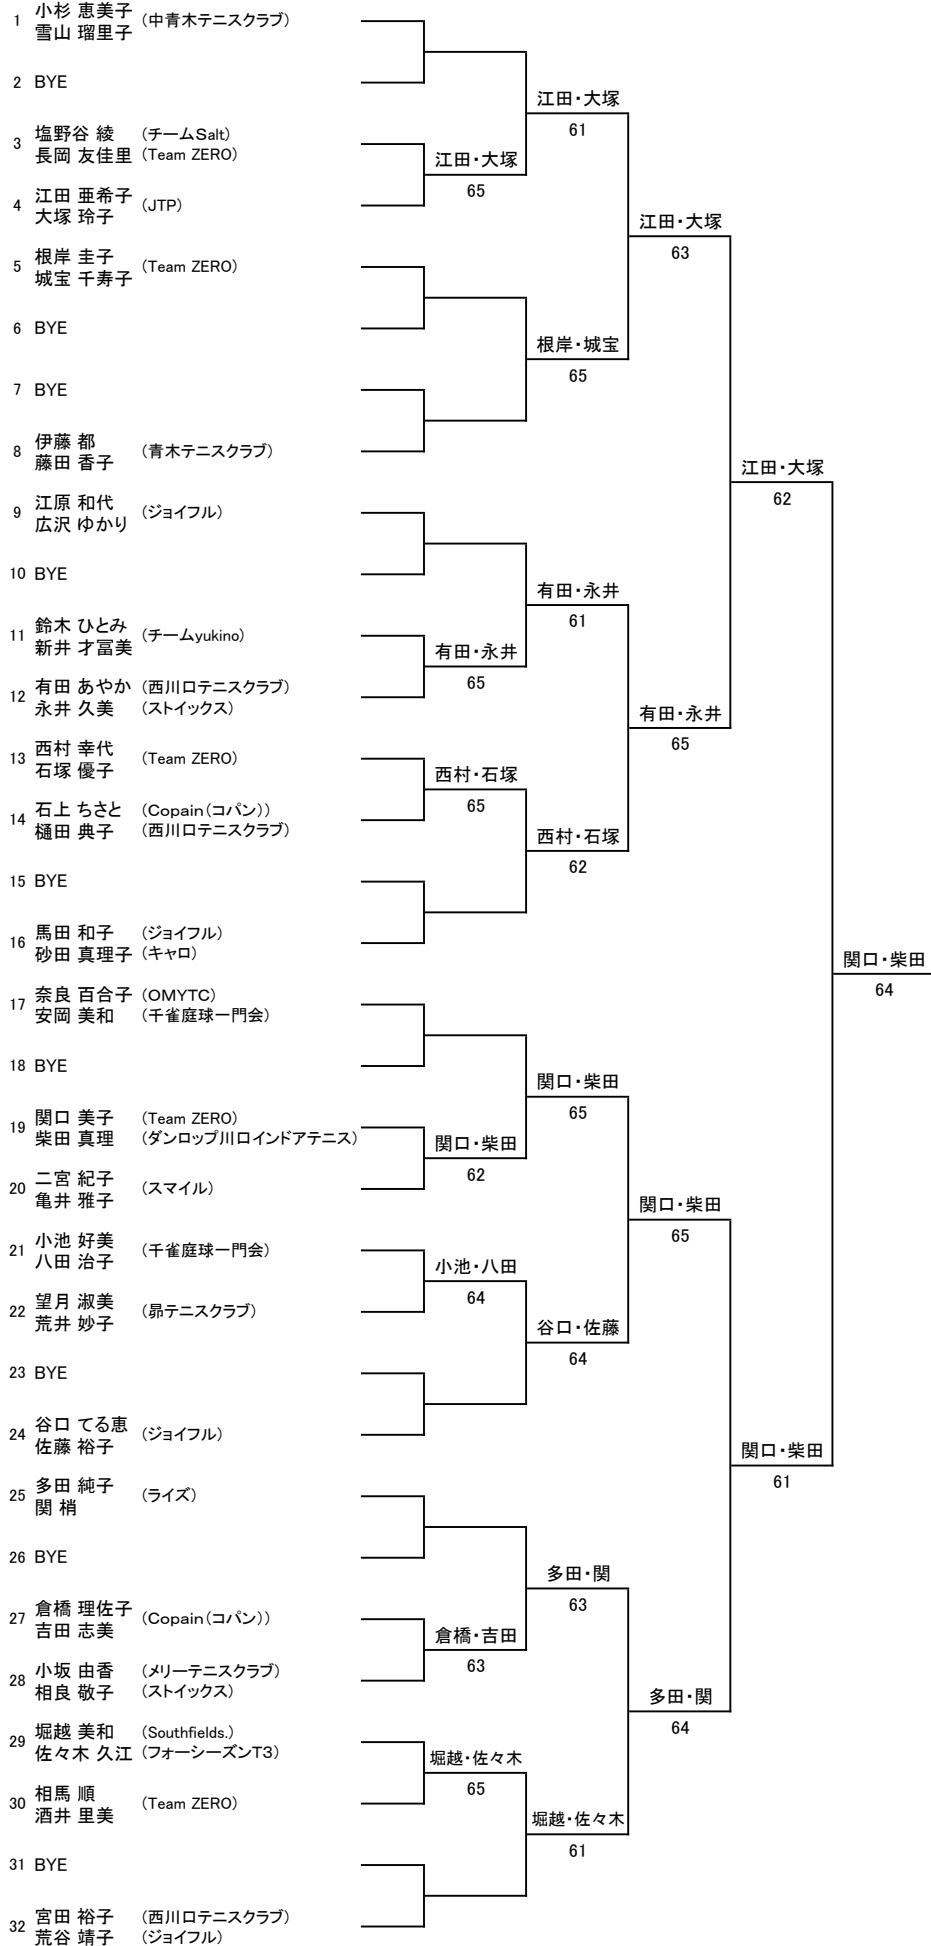 1 小杉 恵美子 (中青木テニスクラブ)
雪山 瑠里子
2 BYE
江田・大塚
61
3 塩野谷 綾 (チームSalt)
長岡 友佳里 (Team ZERO)
江田・大塚
65
4 江田 亜希子 (JTP)
大塚 玲子
江田・大塚
63
5 根岸 圭子 (Team ZERO)
城宝 千寿子
6 BYE
根岸・城宝
65
7 BYE
8 伊藤 都 (青木テニスクラブ)
藤田 香子
江田・大塚
62
9 江原 和代 (ジョイフル)
広沢 ゆかり
10 BYE
有田・永井
61
11 鈴木 ひとみ (チームyukino)
新井 才冨美
有田・永井
65
12 有田 あやか (西川口テニスクラブ)
永井 久美 (ストイックス)
有田・永井
65
13 西村 幸代 (Team ZERO)
石塚 優子
西村・石塚
65
14 石上 ちさと (Copain(コパン))
樋田 典子 (西川口テニスクラブ)
西村・石塚
62
15 BYE
16 馬田 和子 (ジョイフル)
砂田 真理子 (キャロ)
関口・柴田
64
17 奈良 百合子 (OMYTC)
安岡 美和 (千雀庭球一門会)
18 BYE
関口・柴田
65
19 関口 美子 (Team ZERO)
柴田 真理 (ダンロップ川口インドアテニス)
関口・柴田
62
20 二宮 紀子 (スマイル)
亀井 雅子
関口・柴田
65
21 小池 好美 (千雀庭球一門会)
八田 治子
小池・八田
64
22 望月 淑美 (昴テニスクラブ)
荒井 妙子
谷口・佐藤
64
23 BYE
24 谷口 てる恵 (ジョイフル)
佐藤 裕子
関口・柴田
61
25 多田 純子 (ライズ)
関 梢
26 BYE
多田・関
63
27 倉橋 理佐子 (Copain(コパン))
吉田 志美
倉橋・吉田
63
28 小坂 由香 (メリーテニスクラブ)
相良 敬子 (ストイックス)
多田・関
64
29 堀越 美和 (Southfields.)
佐々木 久江 (フォーシーズンT3)
堀越・佐々木
65
30 相馬 順 (Team ZERO)
酒井 里美
堀越・佐々木
61
31 BYE
32 宮田 裕子 (西川口テニスクラブ)
荒谷 靖子 (ジョイフル)